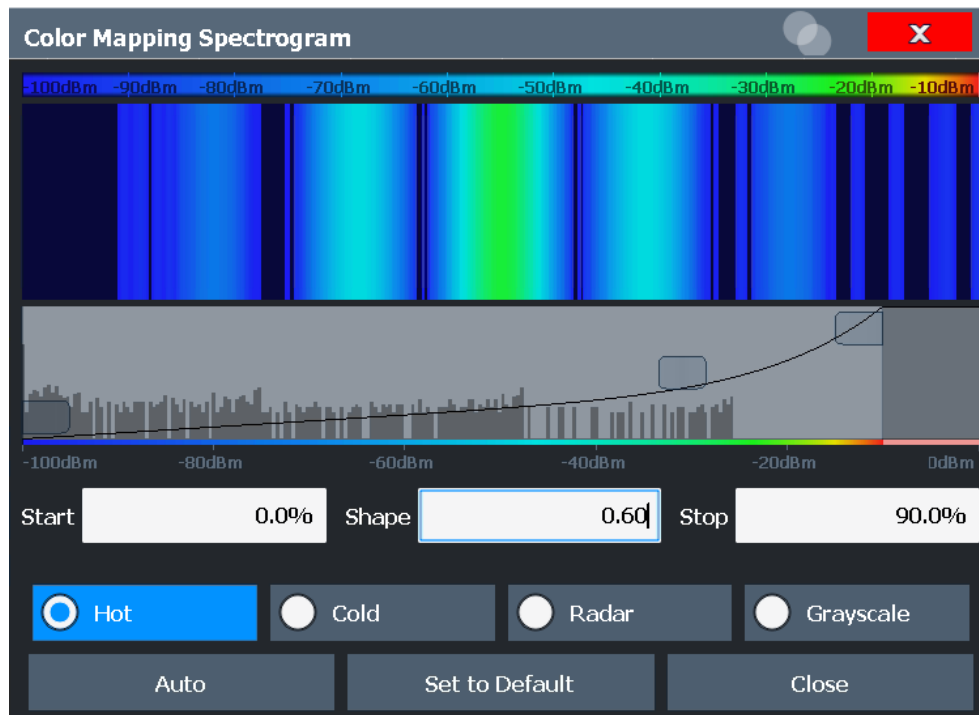 Color Mapping Spectrogram X
-100dBm -90dBm -80dBm -70dBm -60dBm -50dBm -40dBm -30dBm -20dBm -10dBm
-100dBm -80dBm -60dBm -40dBm -20dBm 0dBm
Start 0.0% Shape 0.60 Stop 90.0%
Hot Cold Radar Grayscale
Auto Set to Default Close